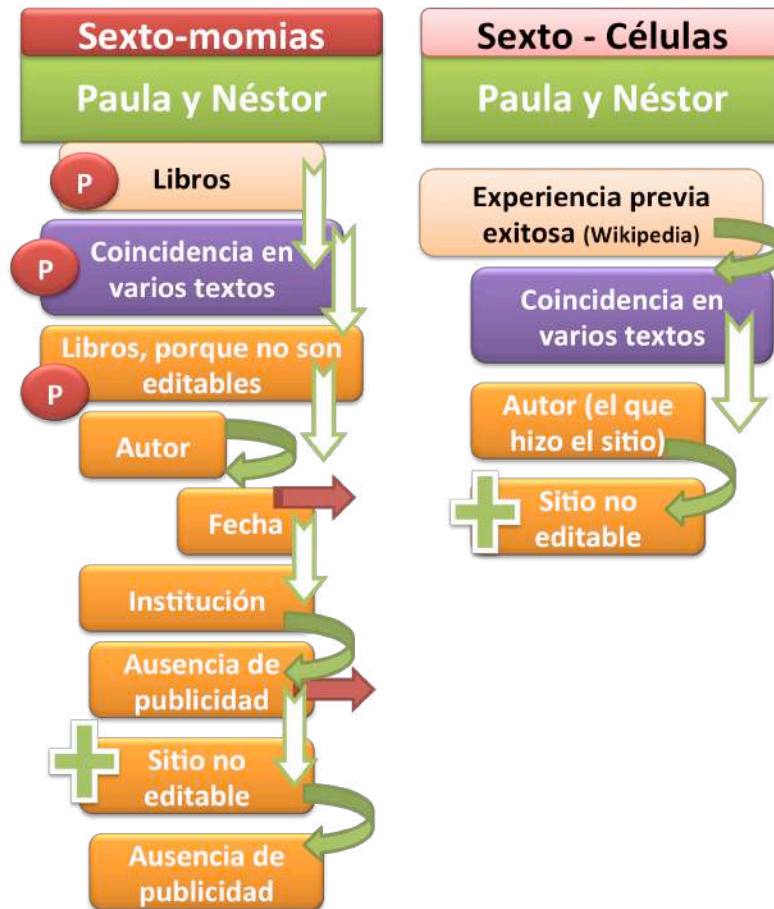 Sexto-momias
Paula y Néstor
P
Libros
P
Coincidencia en
varios textos
Libros, porque no son
editables
P
Autor
Fecha
Institución
Ausencia de
publicidad
Sitio no
editable
Ausencia de
publicidad
Sexto - Células
Paula y Néstor
Experiencia previa
exitosa (Wikipedia)
Coincidencia en
varios textos
Autor (el que
hizo el sitio)
Sitio no
editable